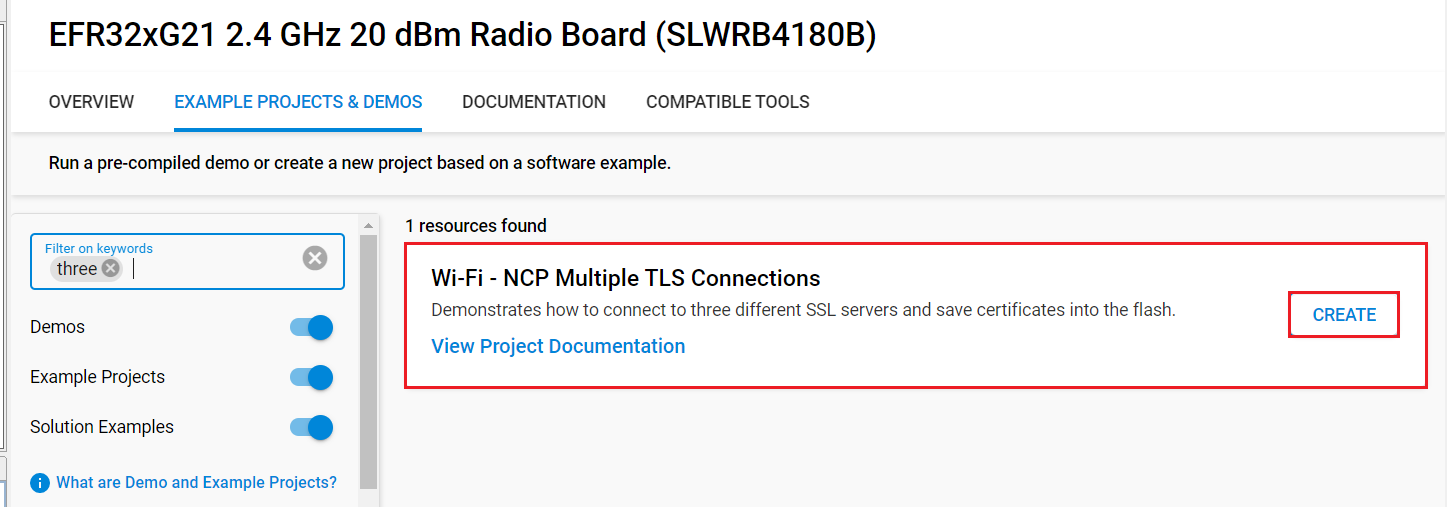 EFR32xG21 2.4 GHz 20 dBm Radio Board (SLWRB4180B)
OVERVIEW EXAMPLE PROJECTS & DEMOS DOCUMENTATION COMPATIBLE TOOLS
Run a pre-compiled demo or create a new project based on a software example.
Filter on keywords
three
Demos
Example Projects
Solution Examples
What are Demo and Example Projects?
1 resources found
Wi-Fi - NCP Multiple TLS Connections
Demonstrates how to connect to three different SSL servers and save certificates into the flash.
View Project Documentation
CREATE